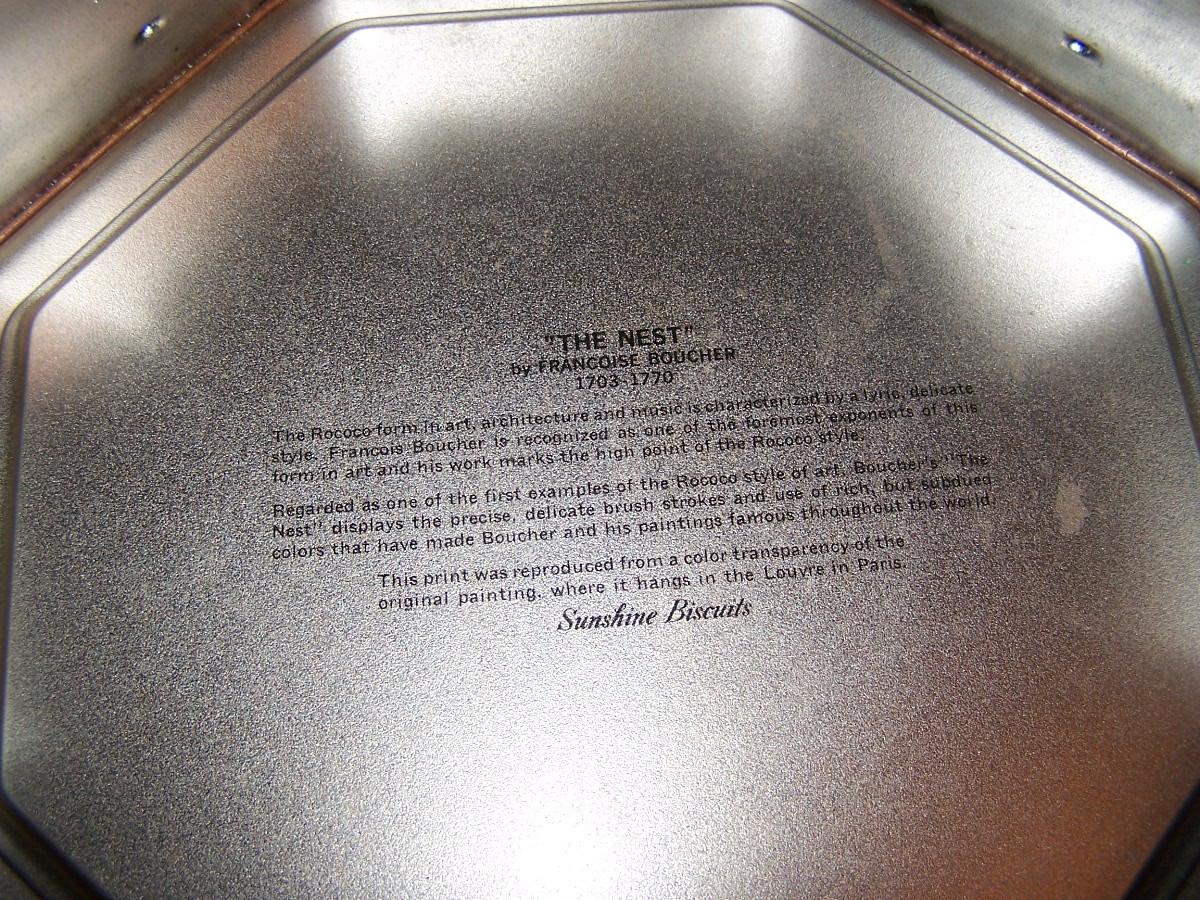 "THE NEST"
by FRANCOISE BOUCHER
1703-1770
The Rococo form in art, architecture and music is characterized by a lyric, delicate
style. Francois Boucher is recognized as one of the foremost exponents of this
form in art and his work marks the high point of the Rococo style.
Regarded as one of the first examples of the Rococo style of art, Boucher's "The
Nest" displays the precise, delicate brush strokes and use of rich, but subdued
colors that have made Boucher and his paintings famous throughout the world.
This print was reproduced from a color transparency of the
original painting, where it hangs in the Louvre in Paris.
Sunshine Biscuits